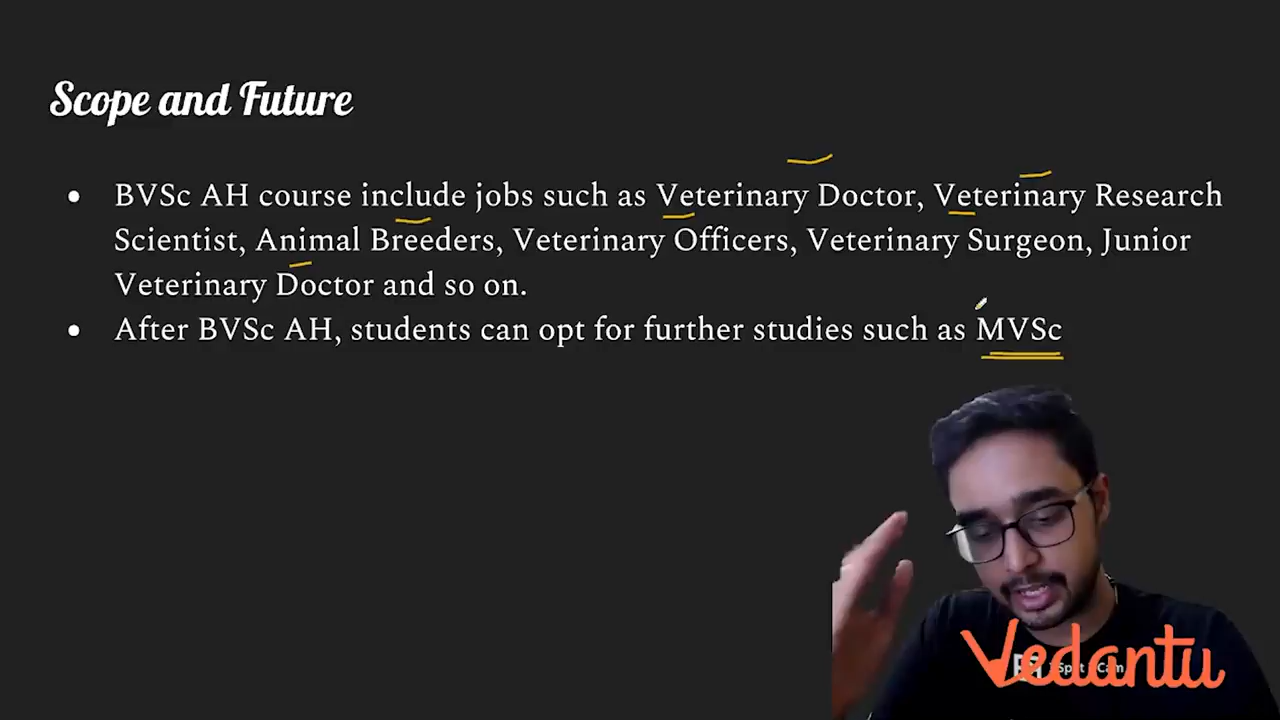 Scope and Future
• BVSc AH course include jobs such as Veterinary Doctor, Veterinary Research
Scientist, Animal Breeders, Veterinary Officers, Veterinary Surgeon, Junior
Veterinary Doctor and so on.
• After BVSc AH, students can opt for further studies such as MVSc
Vedantu